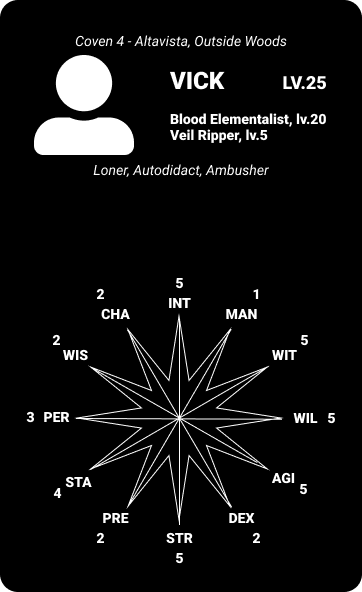 Coven 4 - Altavista, Outside Woods
VICK LV.25
Blood Elementalist, lv.20
Veil Ripper, lv.5
Loner, Autodidact, Ambusher
5
INT
1
MAN
5
WIT
WIL 5
AGI
5
DEX
2
STR
5
PRE
2
STA
4
3 PER
2
WIS
2
CHA